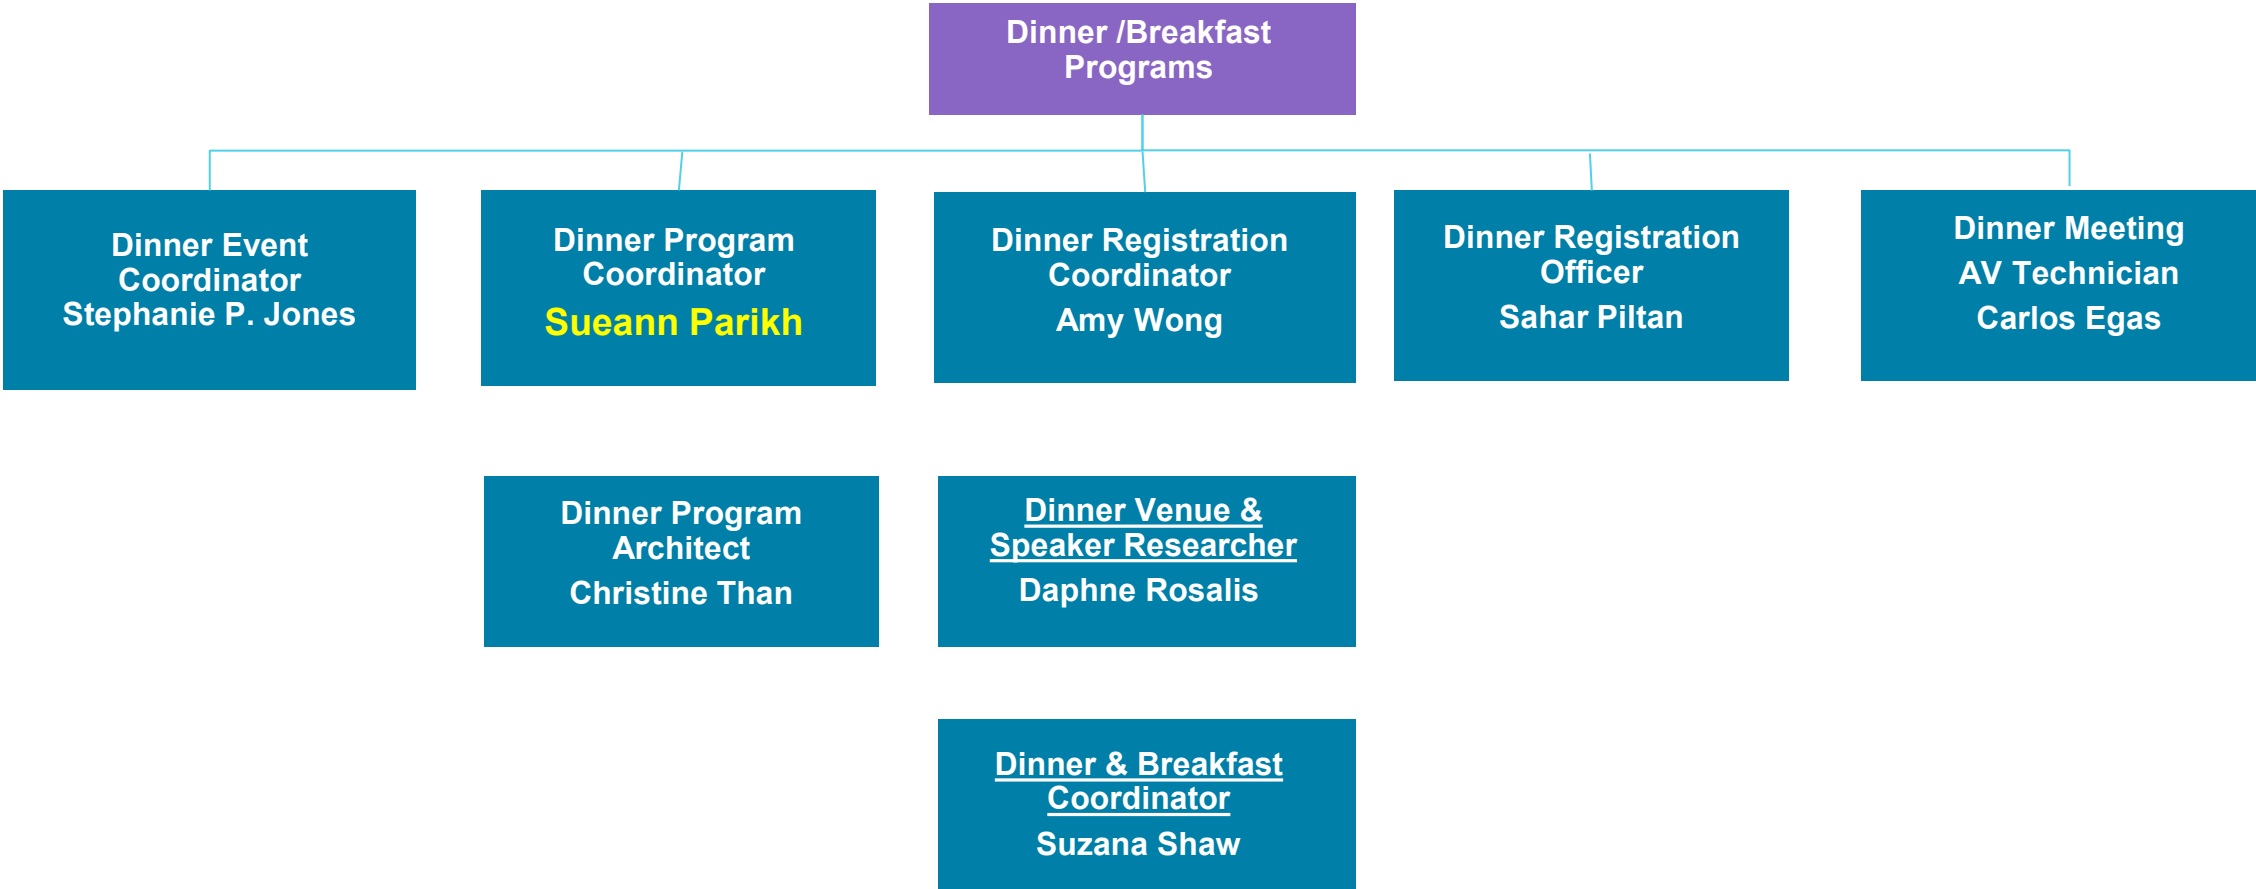 Dinner /Breakfast
Programs
Dinner Event
Coordinator
Stephanie P. Jones
Dinner Program
Coordinator
Sueann Parikh
Dinner Registration
Coordinator
Amy Wong
Dinner Registration
Officer
Sahar Piltan
Dinner Meeting
AV Technician
Carlos Egas
Dinner Program
Architect
Christine Than
Dinner Venue &
Speaker Researcher
Daphne Rosalis
Dinner & Breakfast
Coordinator
Suzana Shaw